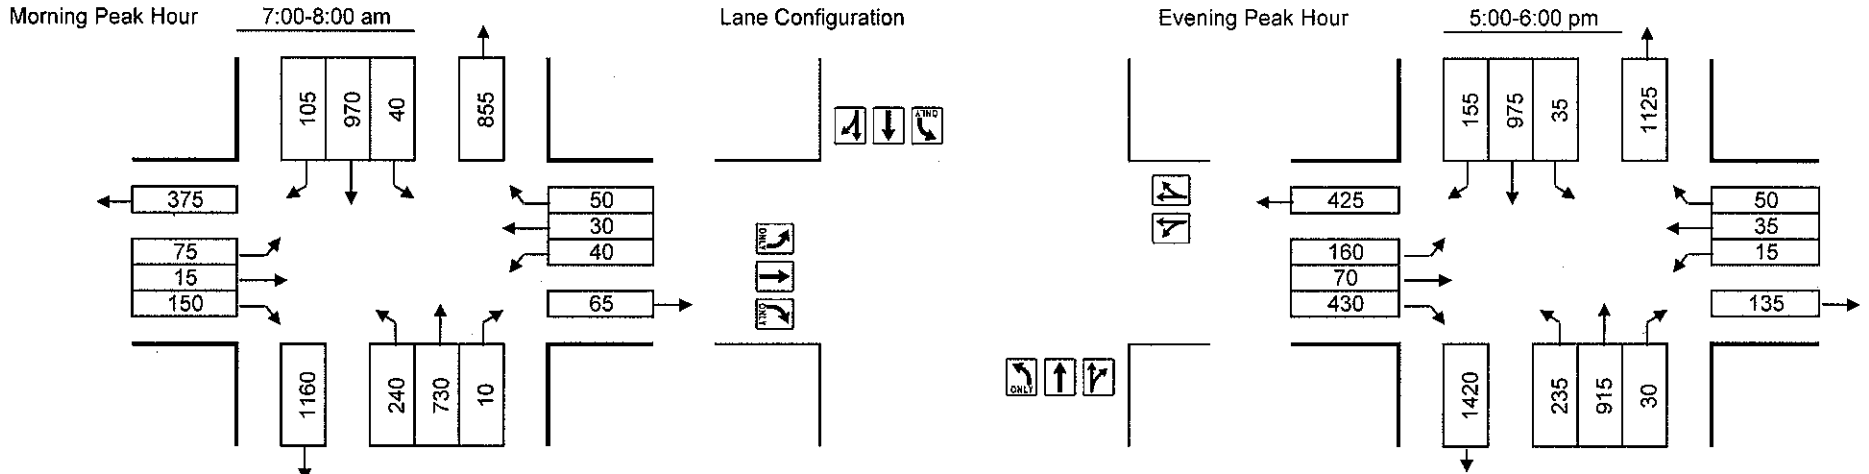 Morning Peak Hour 7:00-8:00 am Lane Configuration Evening Peak Hour 5:00-6:00 pm
105 970 40 855
375
75
15
150
50
30
40
65
1160 240 730 10
ONLY
ONLY
ONLY
ONLY
155 975 35 1125
425
160
70
430
50
35
15
135
1420 235 915 30